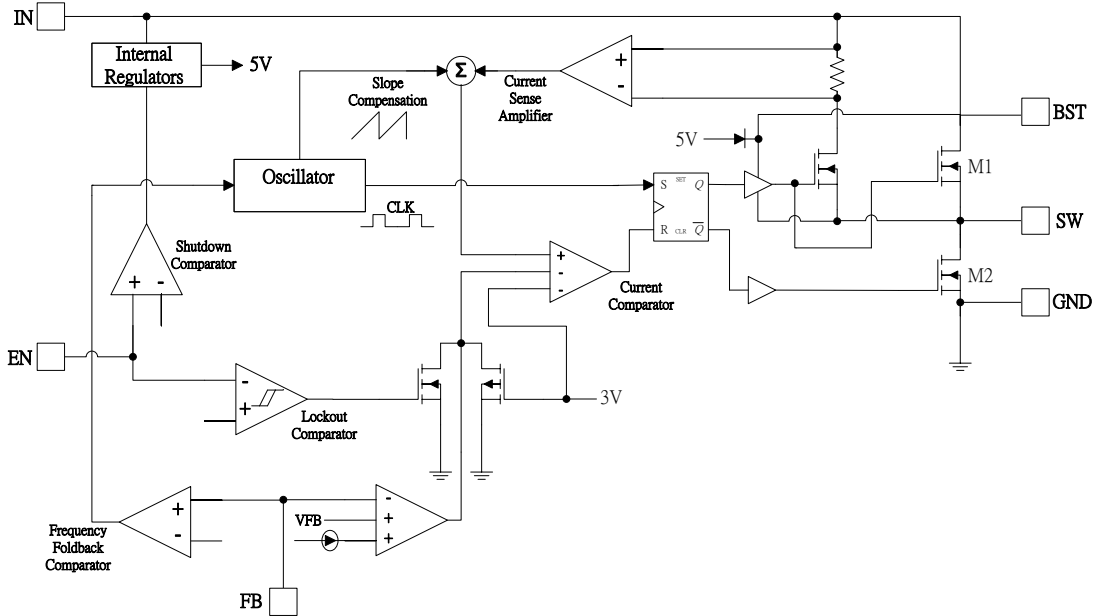 IN
Internal
Regulators
5V
Slope
Compensation
Σ
Current
Sense
Amplifier
+
-
BST
5V
M1
Oscillator
CLK
S SET Q
R CLR Q̅
SW
Shutdown
Comparator
+ -
+
-
-
Current
Comparator
M2
GND
EN
-
+
Lockout
Comparator
3V
Frequency
Foldback
Comparator
+
-
VFB
-
+
+
FB